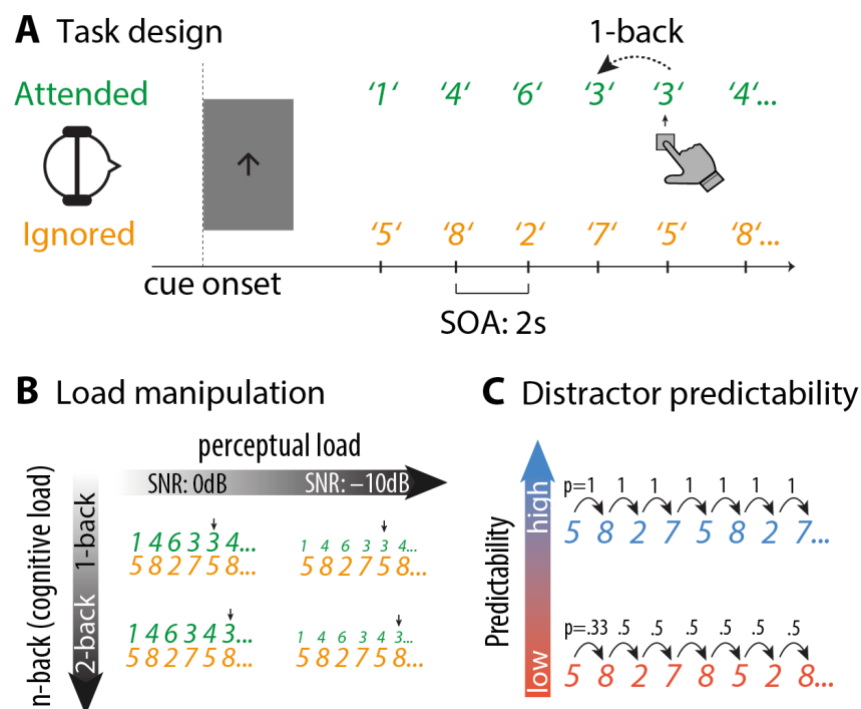 A Task design
1-back
Attended
‘1‘ ‘4‘ ‘6‘ ‘3‘ ‘3‘ ‘4‘...
Ignored
‘5‘ ‘8‘ ‘2‘ ‘7‘ ‘5‘ ‘8‘...
cue onset
SOA: 2s
B Load manipulation
perceptual load
SNR: 0dB SNR: –10dB
n-back (cognitive load)
1-back
1 4 6 3 3 4... 1 4 6 3 3 4...
5 8 2 7 5 8... 5 8 2 7 5 8...
2-back
1 4 6 3 4 3... 1 4 6 3 4 3...
5 8 2 7 5 8... 5 8 2 7 5 8...
C Distractor predictability
Predictability
high
p=1 1 1 1 1 1 1
5 8 2 7 5 8 2 7...
low
p=.33 .5 .5 .5 .5 .5 .5
5 8 2 7 8 5 2 8...